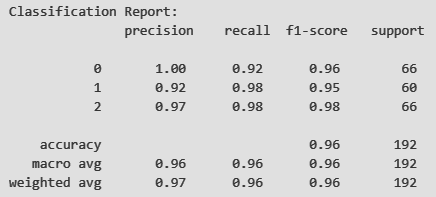 Classification Report:
              precision    recall  f1-score   support

           0       1.00      0.92      0.96        66
           1       0.92      0.98      0.95        60
           2       0.97      0.98      0.98        66

    accuracy                           0.96       192
   macro avg       0.96      0.96      0.96       192
weighted avg       0.97      0.96      0.96       192